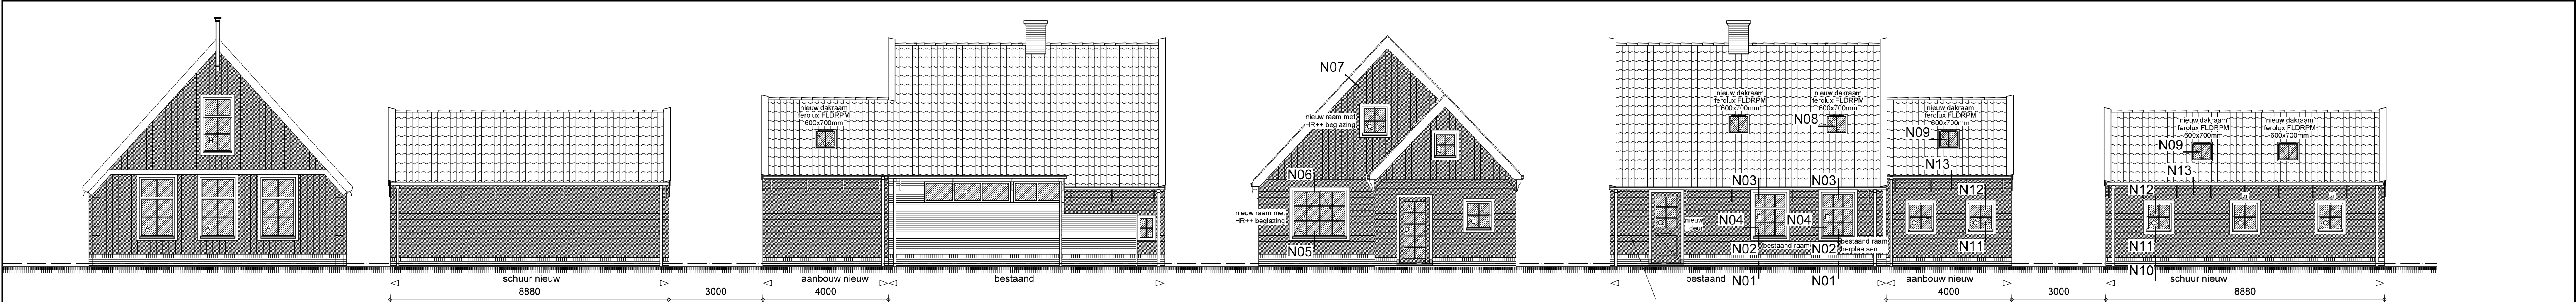 H
A
A
A
schuur nieuw
8880
3000
nieuw dakraam
ferolux FLDRPM
600x700mm
B
aanbouw nieuw
bestaand
4000
N07
nieuw raam met
HR++ beglazing
G
J
N06
nieuw raam met
HR++ beglazing
E
N05
D
C
nieuw dakraam
ferolux FLDRPM
600x700mm
nieuw dakraam
ferolux FLDRPM
600x700mm
N08
N03
N03
G
nieuw
deur
N04
F
N04
F
N02
bestaand raam
N02
bestaand raam
herplaatsen
bestaand
N01
N01
nieuw dakraam
ferolux FLDRPM
600x700mm
N09
N13
N12
C
C
N11
aanbouw nieuw
4000
3000
nieuw dakraam
ferolux FLDRPM
600x700mm
nieuw dakraam
ferolux FLDRPM
600x700mm
N09
N13
N12
zr
zr
C
C
C
N11
N10
schuur nieuw
8880